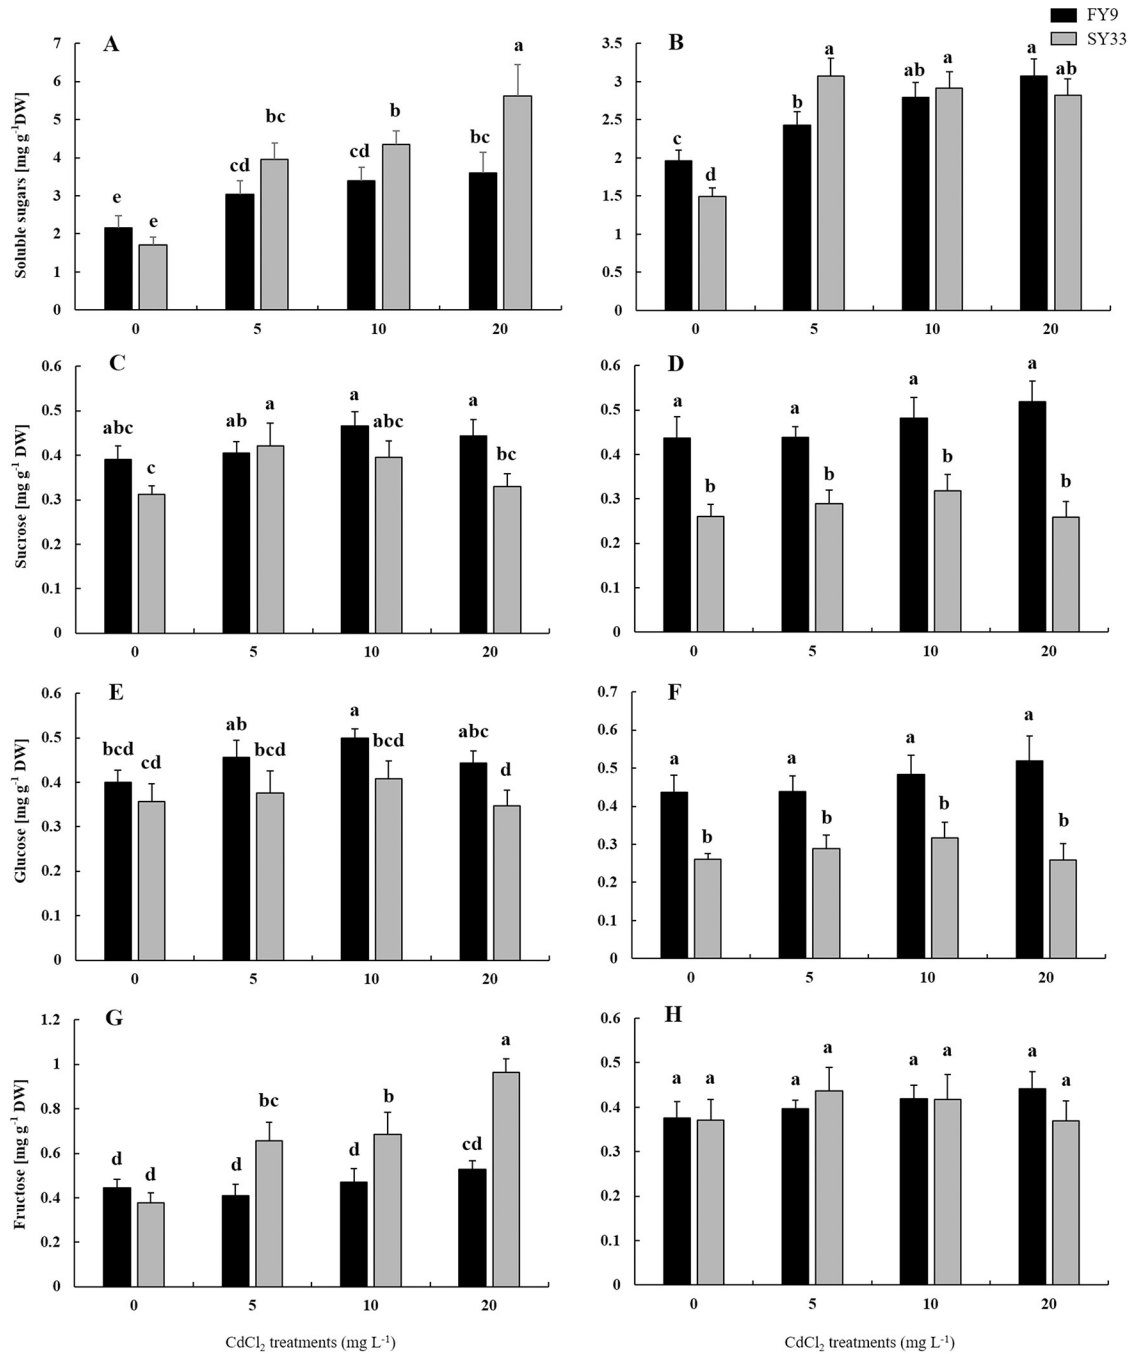 FY9
SY33
A
Soluble sugars [mg g-1DW]
7
6
5
4
3
2
1
0
e
e
cd
bc
cd
b
bc
a
0 5 10 20
B
3.5
3
2.5
2
1.5
1
0.5
0
c
d
b
a
ab
a
a
ab
0 5 10 20
C
Sucrose [mg g-1 DW]
0.6
0.5
0.4
0.3
0.2
0.1
0
abc
c
ab
a
a
abc
a
bc
0 5 10 20
D
0.6
0.5
0.4
0.3
0.2
0.1
0
a
b
a
b
a
b
a
b
0 5 10 20
E
Glucose [mg g-1 DW]
0.6
0.5
0.4
0.3
0.2
0.1
0
bcd
cd
ab
bcd
a
bcd
abc
d
0 5 10 20
F
0.7
0.6
0.5
0.4
0.3
0.2
0.1
0
a
b
a
b
a
b
a
b
0 5 10 20
G
Fructose [mg g-1 DW]
1.2
1
0.8
0.6
0.4
0.2
0
d
d
d
bc
d
b
cd
a
0 5 10 20
CdCl2 treatments (mg L-1)
H
0.6
0.5
0.4
0.3
0.2
0.1
0
a
a
a
a
a
a
a
a
0 5 10 20
CdCl2 treatments (mg L-1)